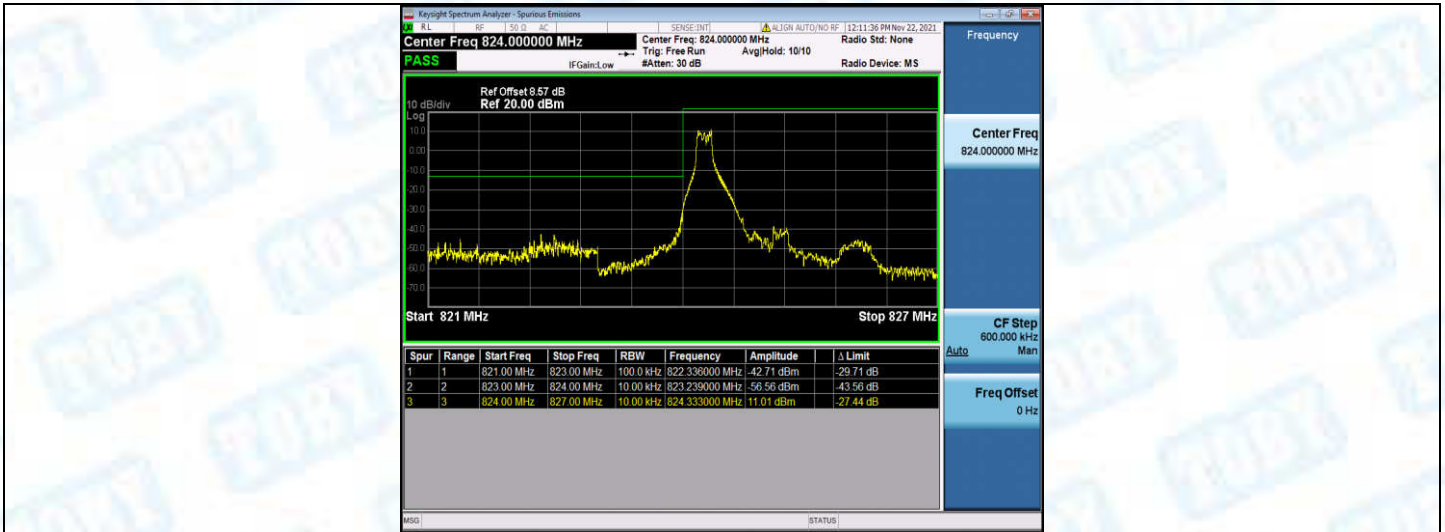 Keysight Spectrum Analyzer - Spurious Emissions
RL RF 50 Ω AC SENSE:INT ALIGN AUTO/NO RF 12:11:36 PM Nov 22, 2021
Center Freq 824.000000 MHz
Center Freq: 824.000000 MHz
Radio Std: None
Trig: Free Run Avg|Hold: 10/10
PASS
IFGain:Low
#Atten: 30 dB
Radio Device: MS
Ref Offset 8.57 dB
10 dB/div Ref 20.00 dBm
Log
10.0
0.00
-10.0
-20.0
-30.0
-40.0
-50.0
-60.0
-70.0
Start 821 MHz Stop 827 MHz
Spur Range Start Freq Stop Freq RBW Frequency Amplitude Δ Limit
1 1 821.00 MHz 823.00 MHz 100.0 kHz 822.336000 MHz -42.71 dBm -29.71 dB
2 2 823.00 MHz 824.00 MHz 10.00 kHz 823.239000 MHz -56.56 dBm -43.56 dB
3 3 824.00 MHz 827.00 MHz 10.00 kHz 824.333000 MHz 11.01 dBm -27.44 dB
MSG STATUS
Frequency
Center Freq
824.000000 MHz
CF Step
600.000 kHz
Auto Man
Freq Offset
0 Hz
TOBY